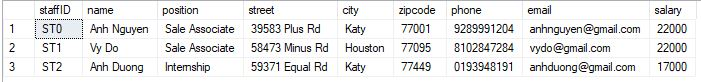 staffID name position street city zipcode phone email salary
1 ST0 Anh Nguyen Sale Associate 39583 Plus Rd Katy 77001 9289991204 anhnguyen@gmail.com 22000
2 ST1 Vy Do Sale Associate 58473 Minus Rd Houston 77095 8102847284 vydo@gmail.com 22000
3 ST2 Anh Duong Internship 59371 Equal Rd Katy 77449 0193948191 anhduong@gmail.com 17000